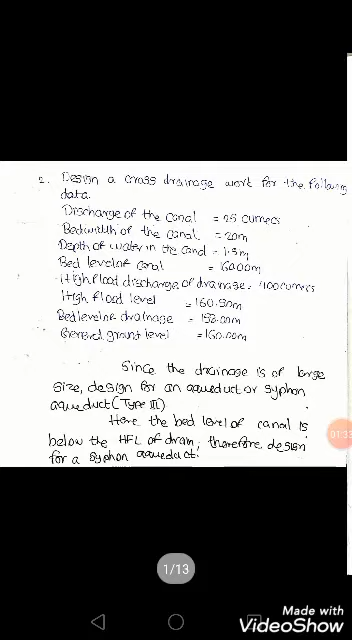 2. Design a cross drainage work for the following
data.
Discharge of the canal = 25 cumecs
Bedwidth of the canal = 20m
Depth of water in the canal = 1.5m
Bed level of canal = 160.00m
High flood discharge of drainage = 400 cumecs
High flood level = 160.50m
Bed level of drainage = 158.00m
General ground level = 160.00m
Since the drainage is of large
size, design for an aqueduct or syphon
aqueduct (Type III)
Here the bed level of canal is
below the HFL of drain, therefore design
for a syphon aqueduct.
01:33
1/13
Made with
VideoShow